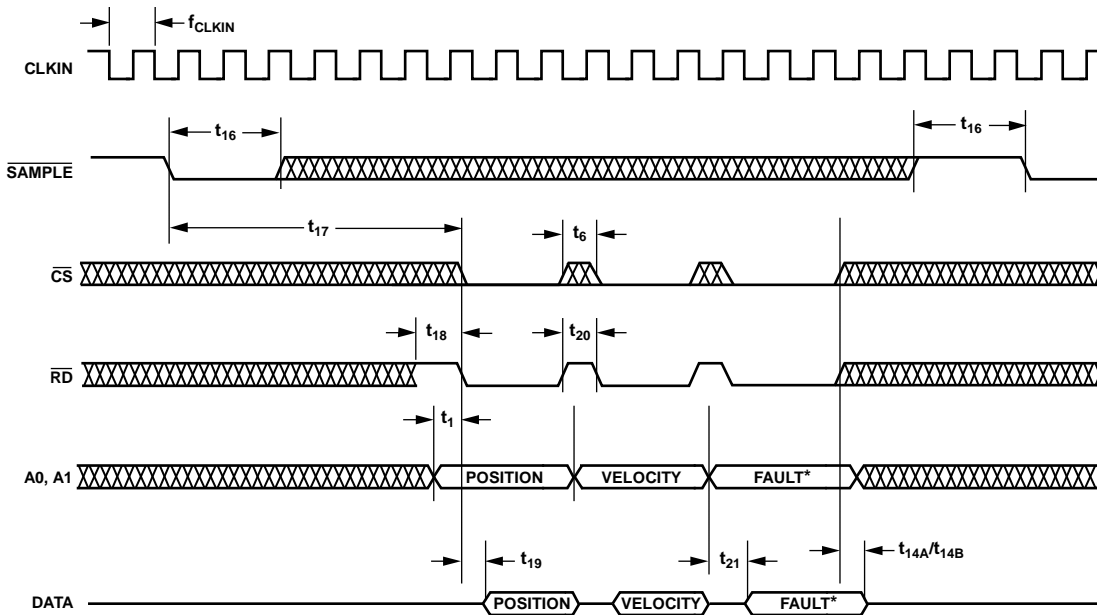 fCLKIN
CLKIN
t16 t16
SAMPLE
t17 t6
CS
t18 t20
RD
t1
A0, A1 POSITION VELOCITY FAULT*
t19 t21 t14A/t14B
DATA POSITION VELOCITY FAULT*